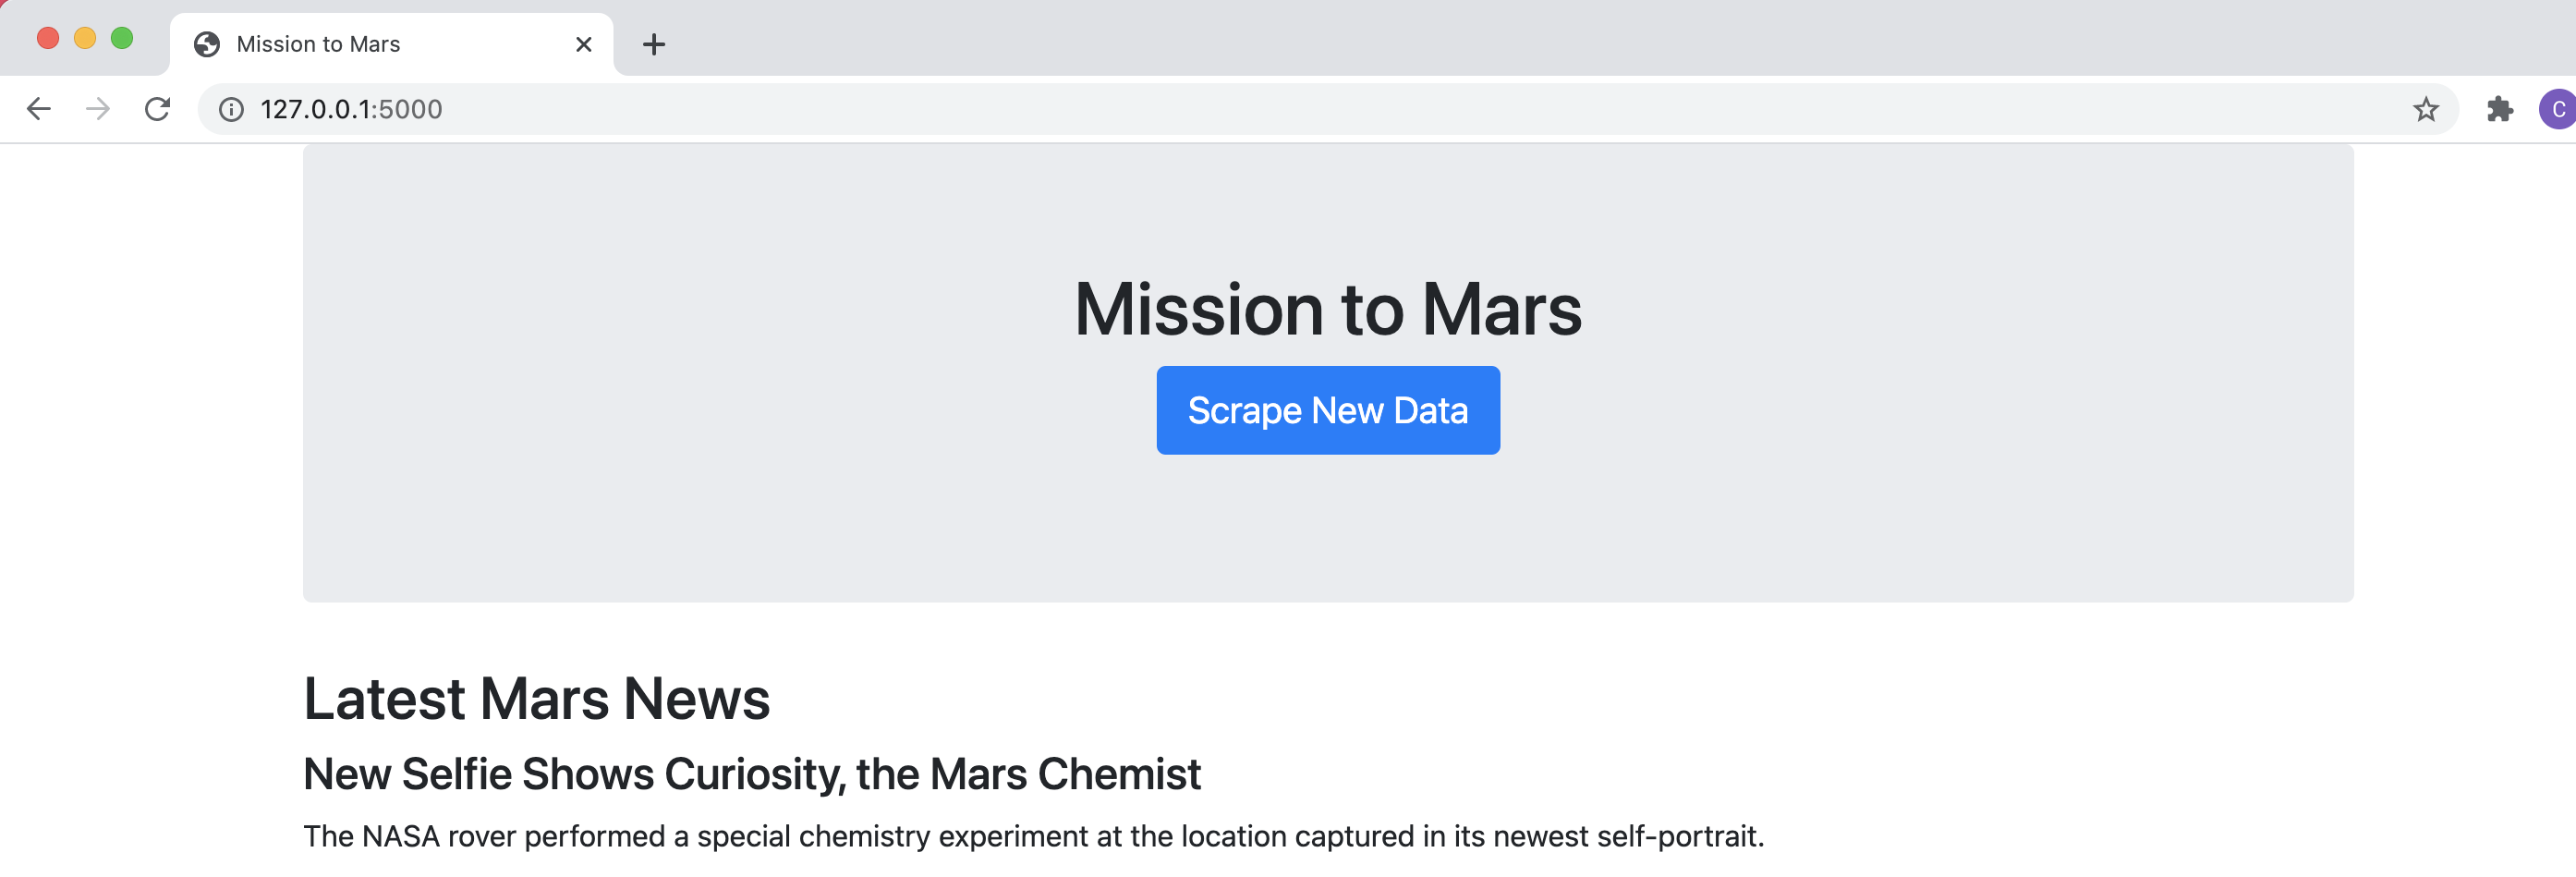 Mission to Mars
127.0.0.1:5000
C
Mission to Mars
Scrape New Data
Latest Mars News
New Selfie Shows Curiosity, the Mars Chemist
The NASA rover performed a special chemistry experiment at the location captured in its newest self-portrait.